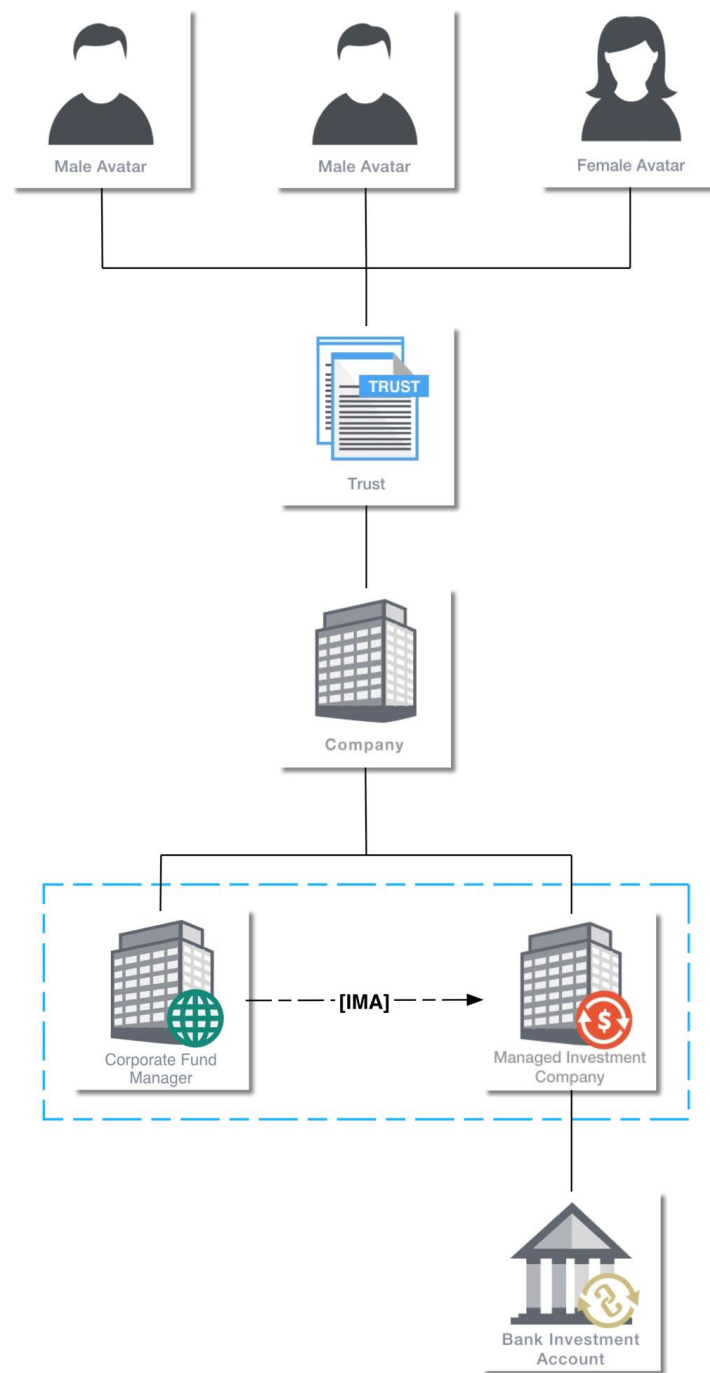 Male Avatar
Male Avatar
Female Avatar
TRUST
Trust
Company
[IMA]
Corporate Fund
Manager
$
Managed Investment
Company
Bank Investment
Account